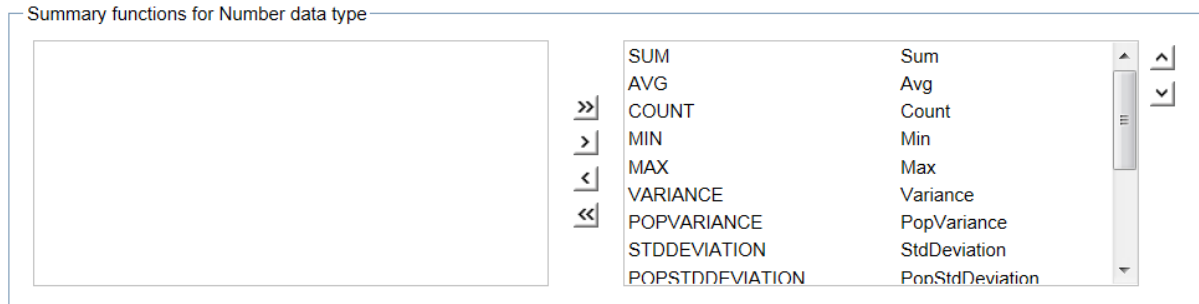 Summary functions for Number data type
SUM Sum
AVG Avg
COUNT Count
MIN Min
MAX Max
VARIANCE Variance
POPVARIANCE PopVariance
STDDEVIATION StdDeviation
POPSTDDEVIATION PopStdDeviation